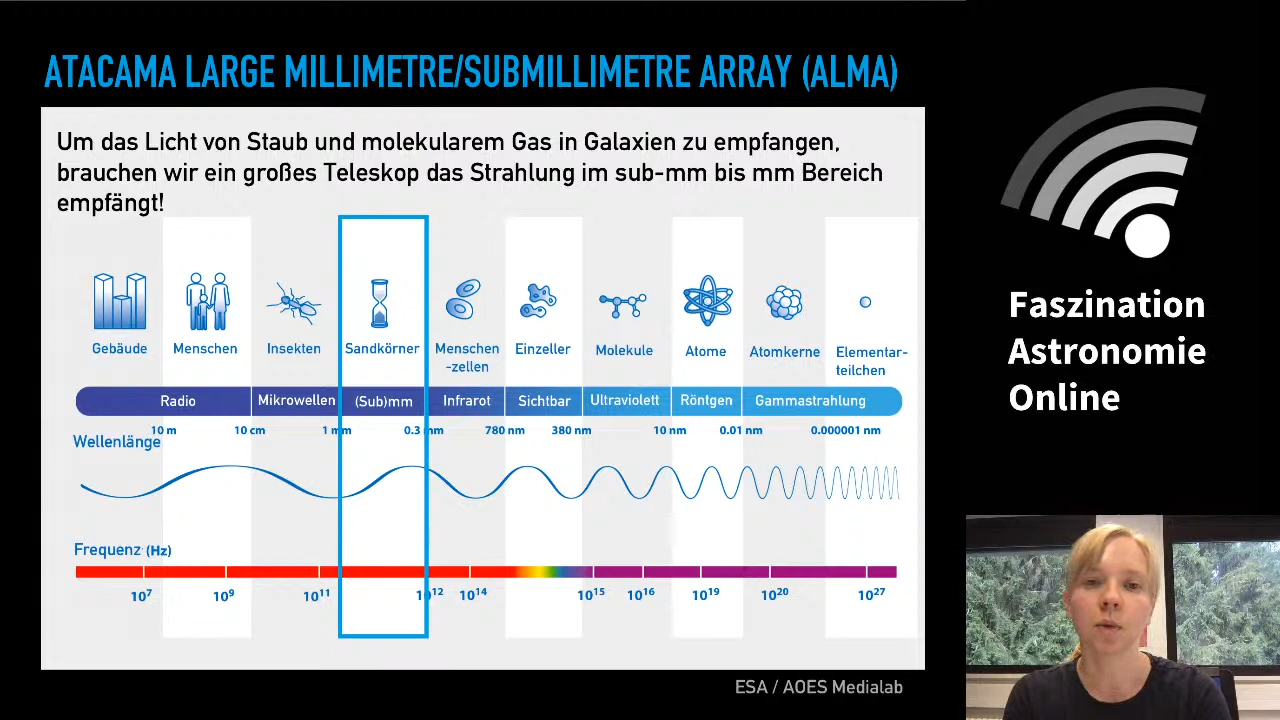 ATACAMA LARGE MILLIMETRE/SUBMILLIMETRE ARRAY (ALMA)
Um das Licht von Staub und molekularem Gas in Galaxien zu empfangen,
brauchen wir ein großes Teleskop das Strahlung im sub-mm bis mm Bereich
empfängt!
Gebäude Menschen Insekten Sandkörner Menschen Einzeller Molekule Atome Atomkerne Elementar-
-zellen teilchen
Radio Mikrowellen (Sub)mm Infrarot Sichtbar Ultraviolett Röntgen Gammastrahlung
10 m 10 cm 1 mm 0.3 mm 780 nm 380 nm 10 nm 0.01 nm 0.000001 nm
Wellenlänge
Frequenz (Hz)
10⁷ 10⁹ 10¹¹ 10¹² 10¹⁴ 10¹⁵ 10¹⁶ 10¹⁹ 10²⁰ 10²⁷
ESA / AOES Medialab
Faszination
Astronomie
Online